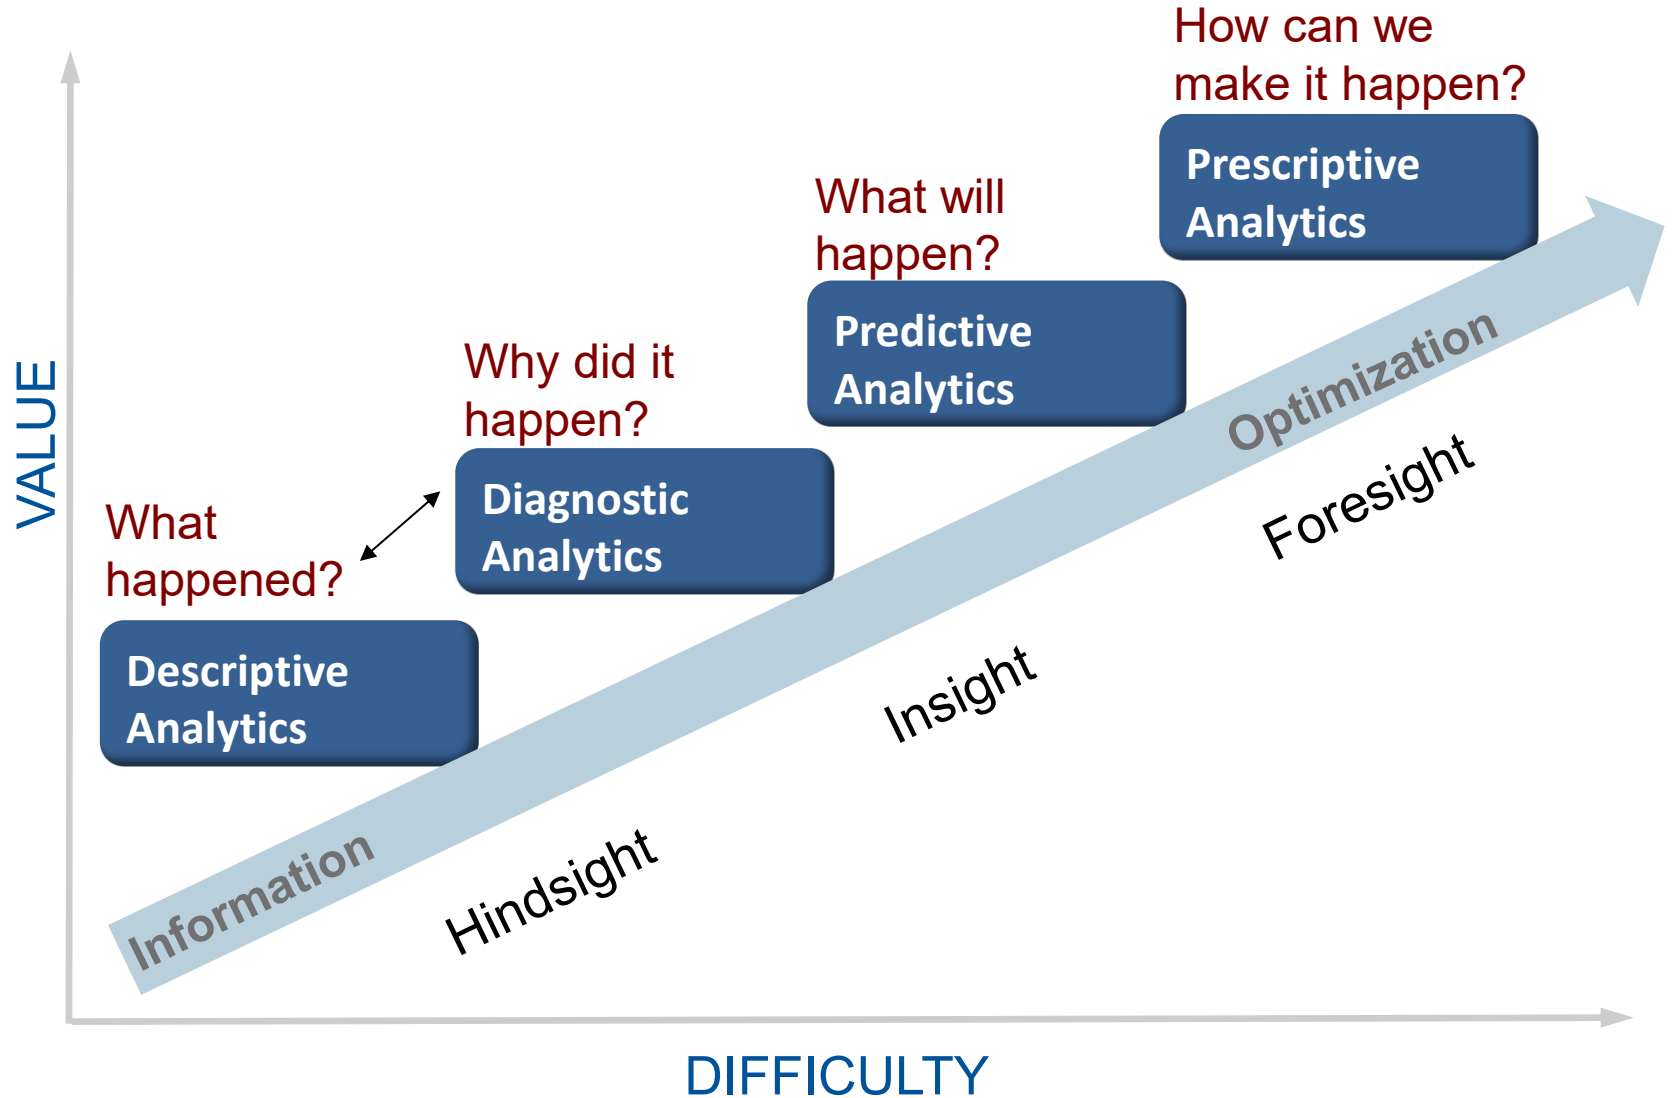 How can we
make it happen?
Prescriptive
Analytics
What will
happen?
Predictive
Analytics
Why did it
happen?
Diagnostic
Analytics
What
happened?
Descriptive
Analytics
VALUE
Information
Optimization
Hindsight
Insight
Foresight
DIFFICULTY